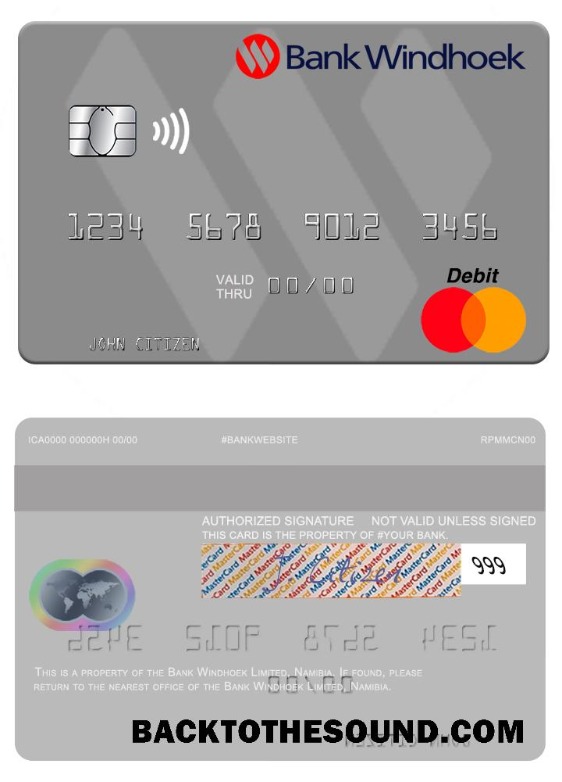 Bank Windhoek
1234 5678 9012 3456
VALID THRU 00/00
Debit
JOHN CITIZEN
ICA0000 000000H 00/00 #BANKWEBSITE RPMMCN00
AUTHORIZED SIGNATURE NOT VALID UNLESS SIGNED
THIS CARD IS THE PROPERTY OF #YOUR BANK.
MasterCard MasterCard MasterCard
999
THIS IS A PROPERTY OF THE BANK WINDHOEK LIMITED, NAMIBIA. IF FOUND, PLEASE
RETURN TO THE NEAREST OFFICE OF THE BANK WINDHOEK LIMITED, NAMIBIA.
BACKTOTHESOUND.COM